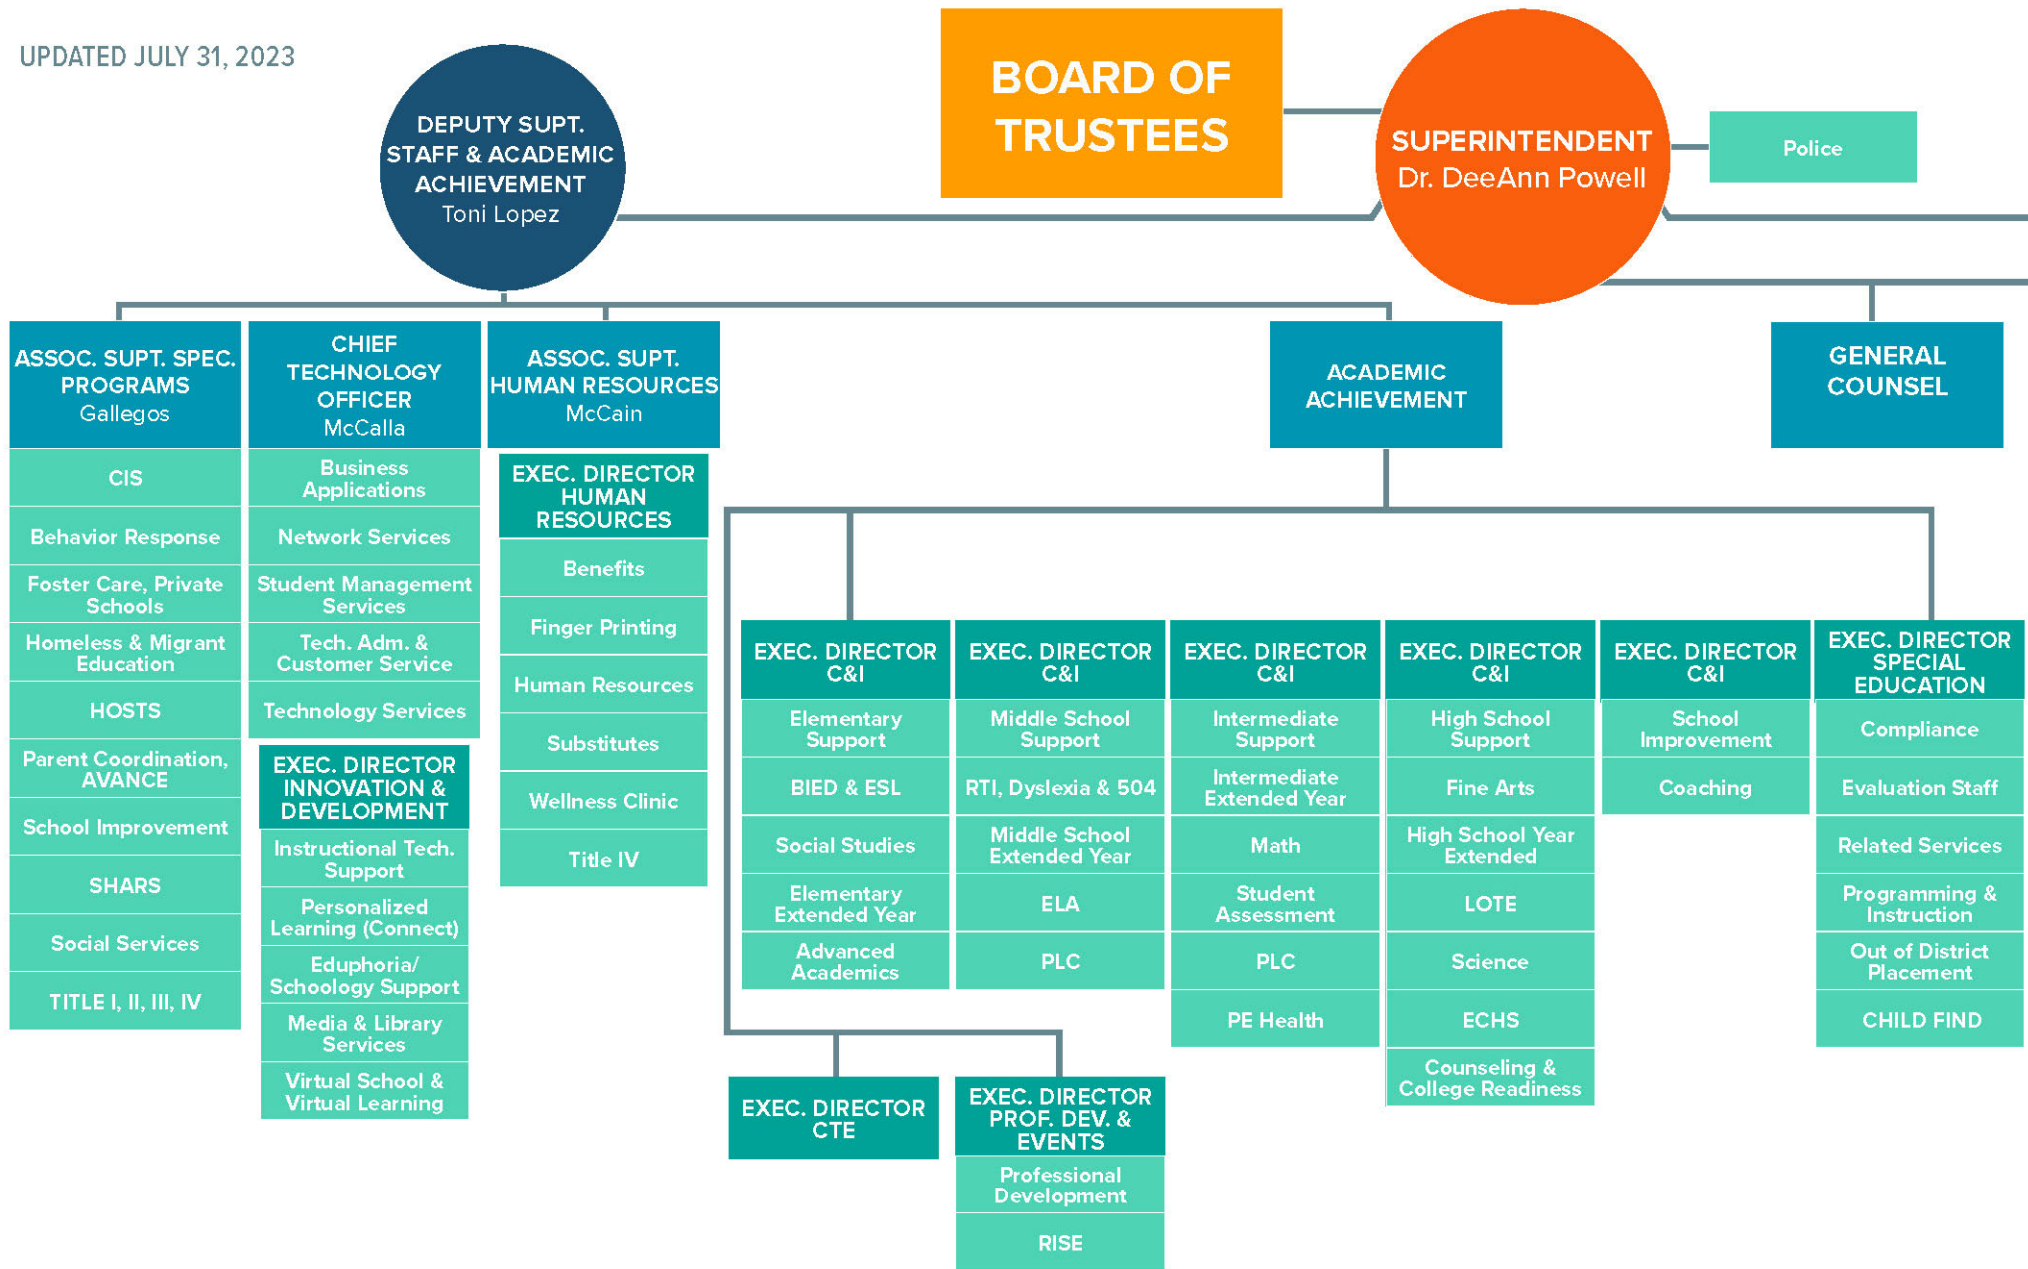 UPDATED JULY 31, 2023
DEPUTY SUPT.
STAFF & ACADEMIC
ACHIEVEMENT
Toni Lopez
BOARD OF
TRUSTEES
SUPERINTENDENT
Dr. DeeAnn Powell
Police
ASSOC. SUPT. SPEC.
PROGRAMS
Gallegos
CIS
Behavior Response
Foster Care, Private
Schools
Homeless & Migrant
Education
HOSTS
Parent Coordination,
AVANCE
School Improvement
SHARS
Social Services
TITLE I, II, III, IV
CHIEF
TECHNOLOGY
OFFICER
McCalla
Business
Applications
Network Services
Student Management
Services
Tech. Adm. &
Customer Service
Technology Services
EXEC. DIRECTOR
INNOVATION &
DEVELOPMENT
Instructional Tech.
Support
Personalized
Learning (Connect)
Eduphoria/
Schoology Support
Media & Library
Services
Virtual School &
Virtual Learning
ASSOC. SUPT.
HUMAN RESOURCES
McCain
EXEC. DIRECTOR
HUMAN
RESOURCES
Benefits
Finger Printing
Human Resources
Substitutes
Wellness Clinic
Title IV
ACADEMIC
ACHIEVEMENT
GENERAL
COUNSEL
EXEC. DIRECTOR
C&I
Elementary
Support
BIED & ESL
Social Studies
Elementary
Extended Year
Advanced
Academics
EXEC. DIRECTOR
C&I
Middle School
Support
RTI, Dyslexia & 504
Middle School
Extended Year
ELA
PLC
EXEC. DIRECTOR
C&I
Intermediate
Support
Intermediate
Extended Year
Math
Student
Assessment
PLC
PE Health
EXEC. DIRECTOR
C&I
High School
Support
Fine Arts
High School Year
Extended
LOTE
Science
ECHS
Counseling &
College Readiness
EXEC. DIRECTOR
C&I
School
Improvement
Coaching
EXEC. DIRECTOR
SPECIAL
EDUCATION
Compliance
Evaluation Staff
Related Services
Programming &
Instruction
Out of District
Placement
CHILD FIND
EXEC. DIRECTOR
CTE
EXEC. DIRECTOR
PROF. DEV. &
EVENTS
Professional
Development
RISE